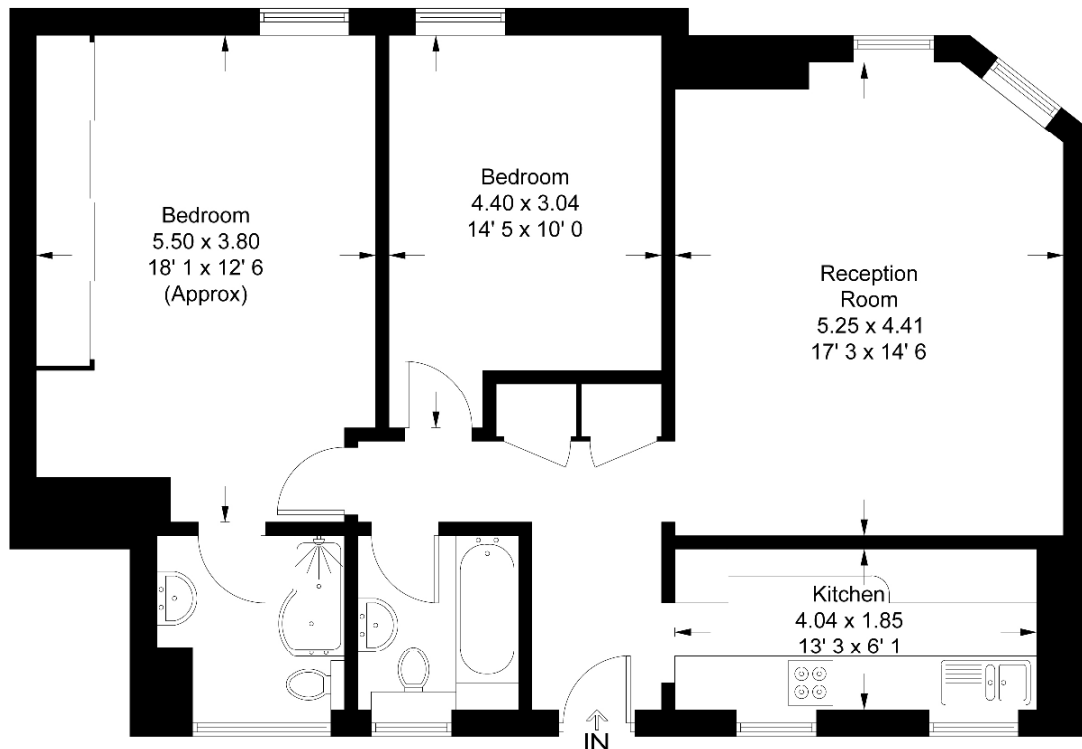 Bedroom
5.50 x 3.80
18' 1 x 12' 6
(Approx)
Bedroom
4.40 x 3.04
14' 5 x 10' 0
Reception
Room
5.25 x 4.41
17' 3 x 14' 6
Kitchen
4.04 x 1.85
13' 3 x 6' 1
IN